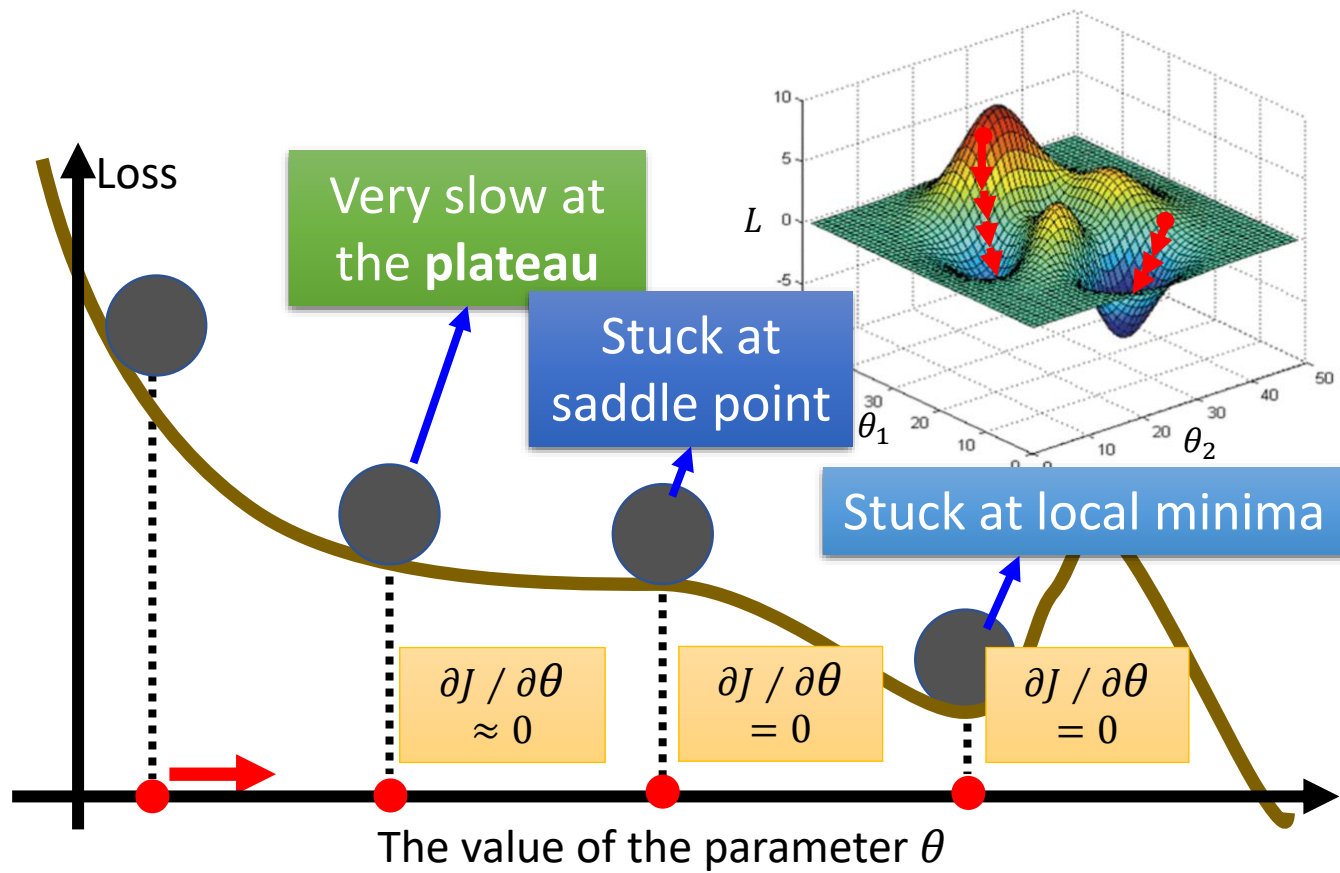 Loss
Very slow at
the plateau
Stuck at
saddle point
Stuck at local minima
10
5
0
-5
L
30
20
10
0
θ₁
0
10
20
30
40
50
θ₂
∂J / ∂θ
≈ 0
∂J / ∂θ
= 0
∂J / ∂θ
= 0
The value of the parameter θ